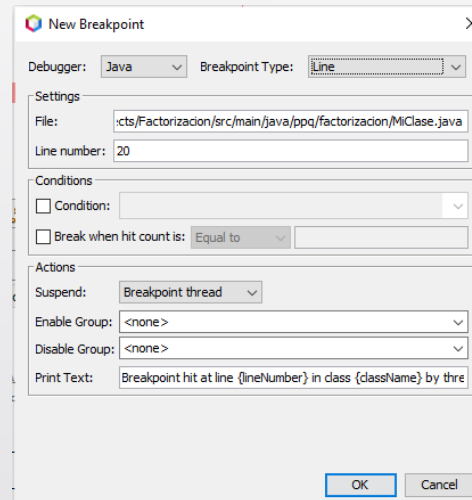 New Breakpoint
Debugger: Java Breakpoint Type: Line
Settings
File: :cts/Factorizacion/src/main/java/ppq/factorizacion/MiClase.java
Line number: 20
Conditions
Condition:
Break when hit count is: Equal to
Actions
Suspend: Breakpoint thread
Enable Group: <none>
Disable Group: <none>
Print Text: Breakpoint hit at line {lineNumber} in class {className} by thre
OK Cancel